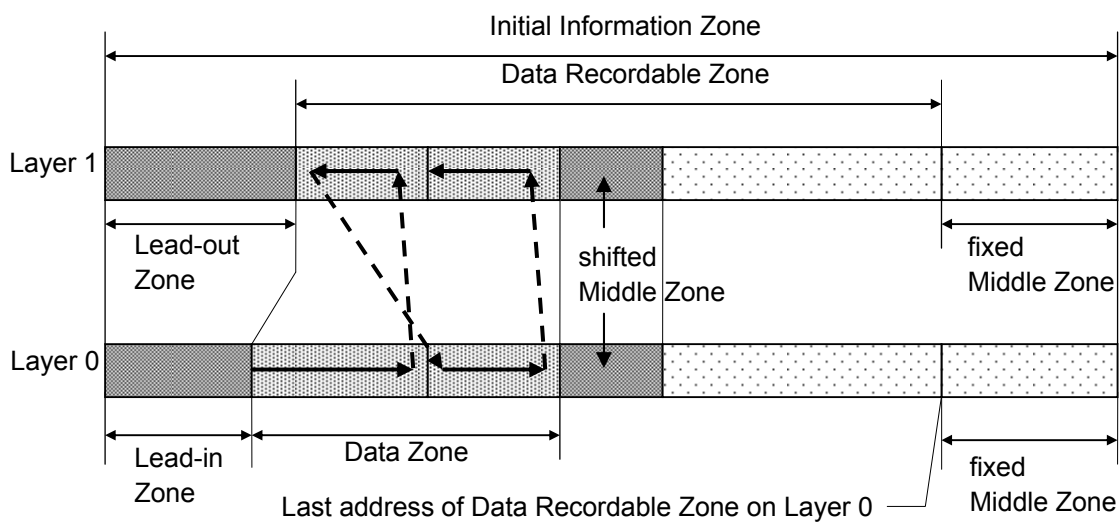 Initial Information Zone
Data Recordable Zone
Layer 1
Lead-out
Zone
shifted
Middle Zone
fixed
Middle Zone
Layer 0
Lead-in
Zone
Data Zone
fixed
Middle Zone
Last address of Data Recordable Zone on Layer 0